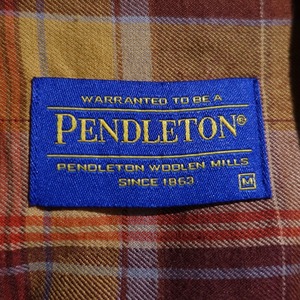 WARRANTED TO BE A
PENDLETON®
PENDLETON WOOLEN MILLS
SINCE 1863
M